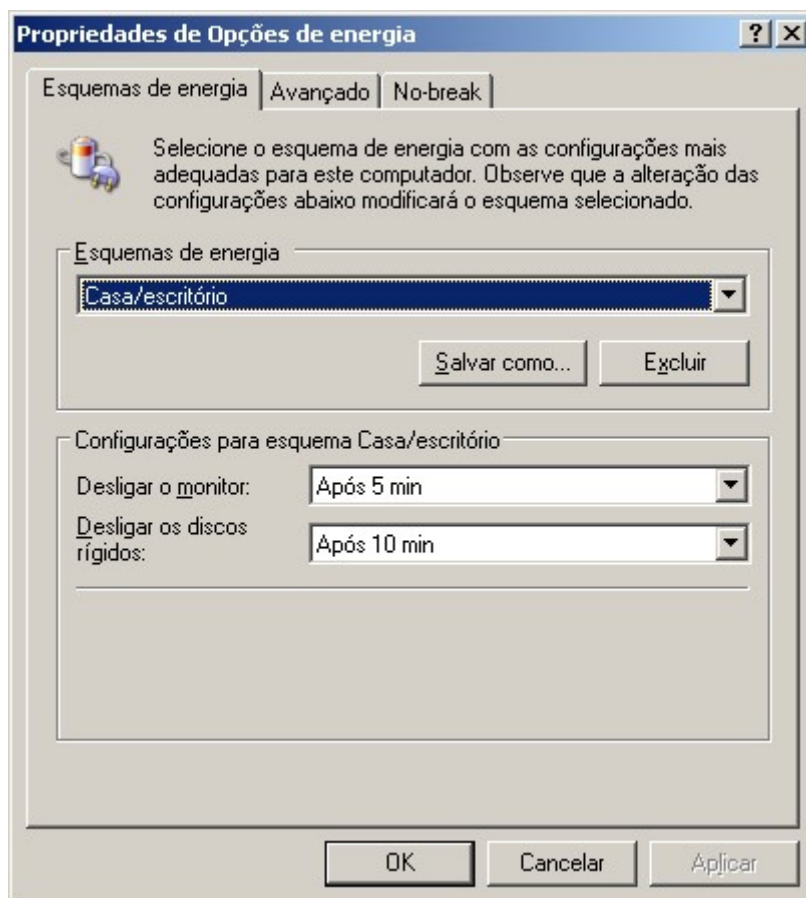 Propriedades de Opções de energia
Esquemas de energia
Avançado
No-break
Selecione o esquema de energia com as configurações mais
adequadas para este computador. Observe que a alteração das
configurações abaixo modificará o esquema selecionado.
Esquemas de energia
Casa/escritório
Salvar como...
Excluir
Configurações para esquema Casa/escritório
Desligar o monitor:
Após 5 min
Desligar os discos
rígidos:
Após 10 min
OK
Cancelar
Aplicar